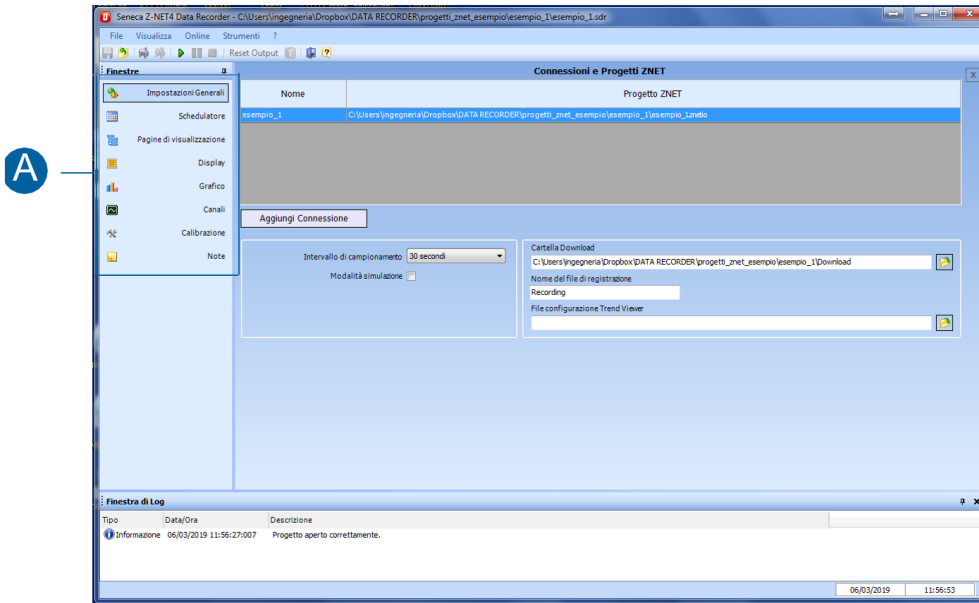 Seneca Z-NET4 Data Recorder - C:\Users\ingegneria\Dropbox\DATA RECORDER\progetti_znet_esempio\esempio_1\esempio_1.sdr
File Visualizza Online Strumenti ?
Reset Output
Finestre
Connessioni e Progetti ZNET
X
Impostazioni Generali
Schedulatore
Pagine di visualizzazione
Display
Grafico
Canali
Calibrazione
Note
A
Nome Progetto ZNET
esempio_1 C:\Users\ingegneria\Dropbox\DATA RECORDER\progetti_znet_esempio\esempio_1\esempio_1.znetio
Aggiungi Connessione
Intervallo di campionamento 30 secondi
Modalità simulazione
Cartella Download
C:\Users\ingegneria\Dropbox\DATA RECORDER\progetti_znet_esempio\esempio_1\Download
Nome del file di registrazione
Recording
File configurazione Trend Viewer
Finestra di Log
Tipo Data/Ora Descrizione
Informazione 06/03/2019 11:56:27:007 Progetto aperto correttamente.
06/03/2019 11:56:53